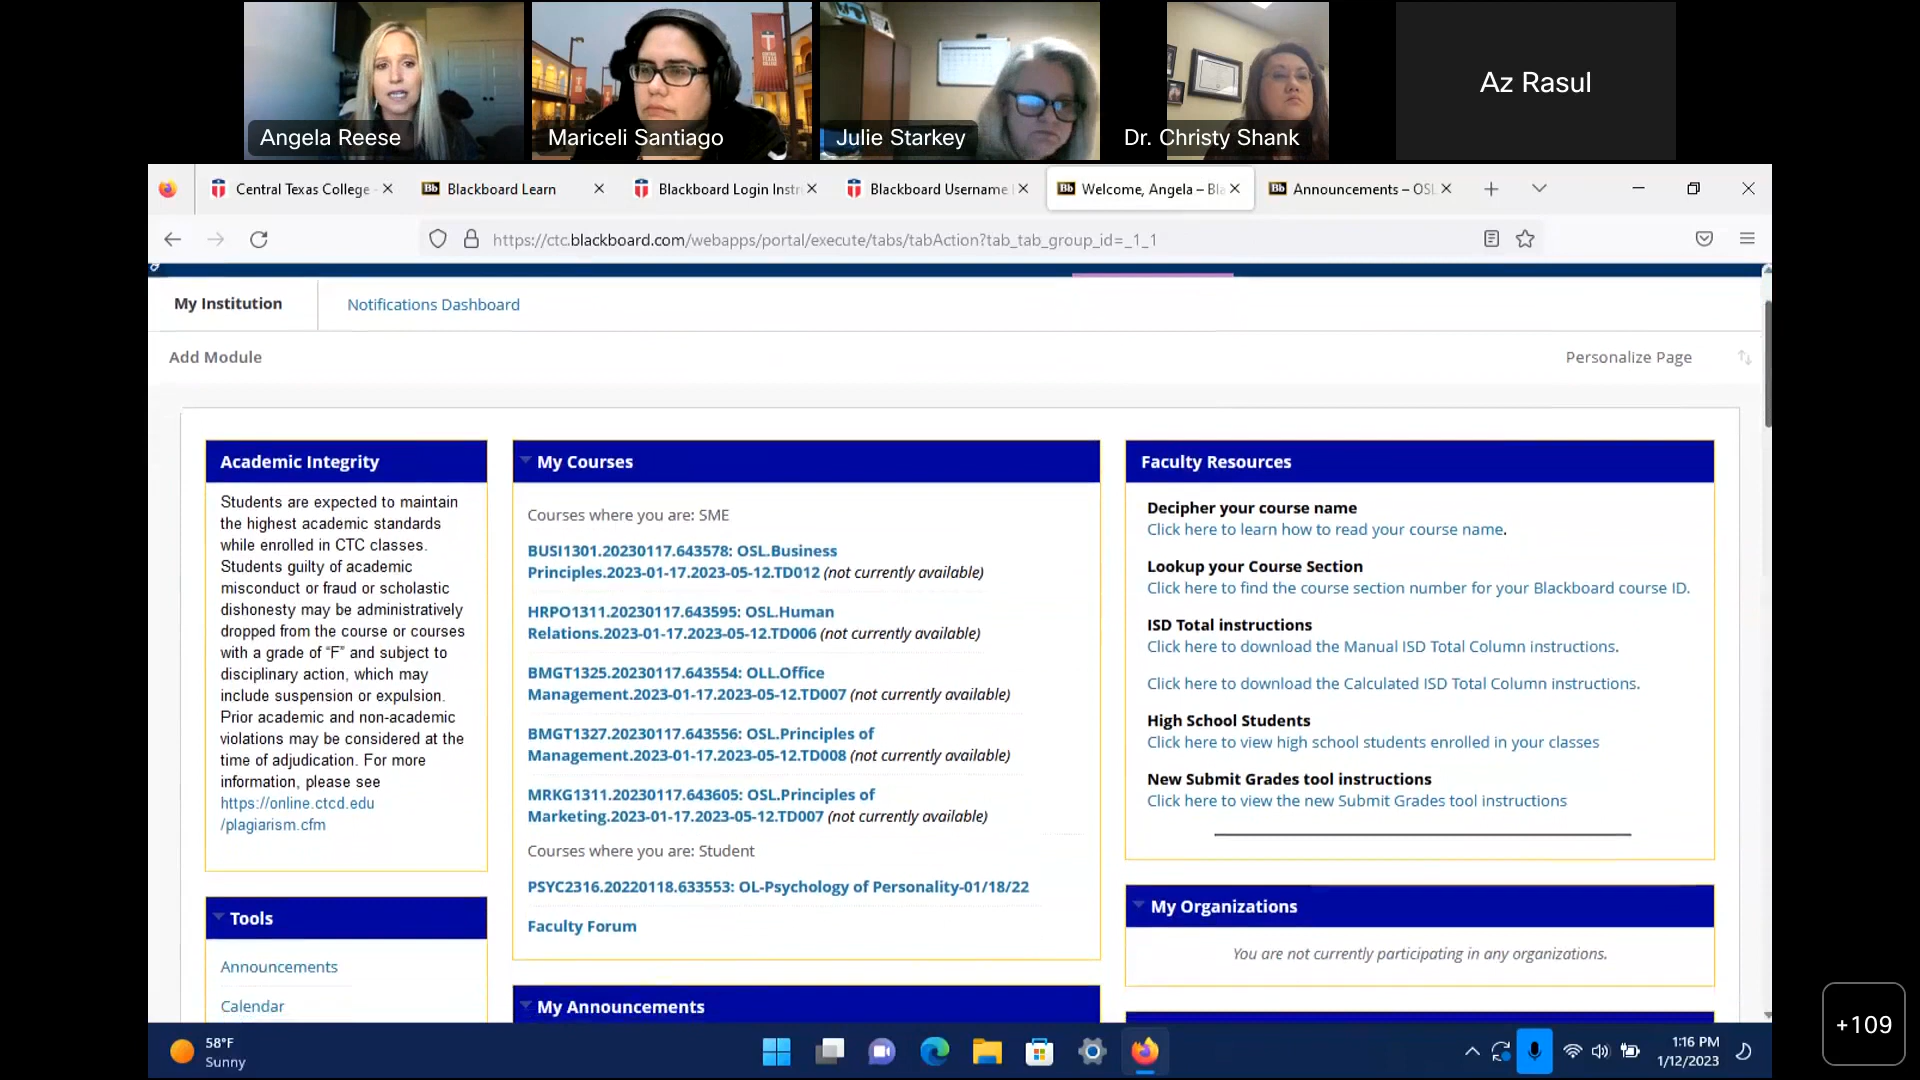 Angela Reese
Mariceli Santiago
Julie Starkey
Dr. Christy Shank
Az Rasul
Central Texas College
Blackboard Learn
Blackboard Login Instr
Blackboard Username
Welcome, Angela – Bla
Announcements – OSL
https://ctc.blackboard.com/webapps/portal/execute/tabs/tabAction?tab_tab_group_id=_1_1
My Institution
Notifications Dashboard
Add Module
Personalize Page
Academic Integrity
Students are expected to maintain
the highest academic standards
while enrolled in CTC classes.
Students guilty of academic
misconduct or fraud or scholastic
dishonesty may be administratively
dropped from the course or courses
with a grade of “F” and subject to
disciplinary action, which may
include suspension or expulsion.
Prior academic and non-academic
violations may be considered at the
time of adjudication. For more
information, please see
https://online.ctcd.edu
/plagiarism.cfm
Tools
Announcements
Calendar
My Courses
Courses where you are: SME
BUSI1301.20230117.643578: OSL.Business
Principles.2023-01-17.2023-05-12.TD012 (not currently available)
HRPO1311.20230117.643595: OSL.Human
Relations.2023-01-17.2023-05-12.TD006 (not currently available)
BMGT1325.20230117.643554: OLL.Office
Management.2023-01-17.2023-05-12.TD007 (not currently available)
BMGT1327.20230117.643556: OSL.Principles of
Management.2023-01-17.2023-05-12.TD008 (not currently available)
MRKG1311.20230117.643605: OSL.Principles of
Marketing.2023-01-17.2023-05-12.TD007 (not currently available)
Courses where you are: Student
PSYC2316.20220118.633553: OL-Psychology of Personality-01/18/22
Faculty Forum
My Announcements
Faculty Resources
Decipher your course name
Click here to learn how to read your course name.
Lookup your Course Section
Click here to find the course section number for your Blackboard course ID.
ISD Total instructions
Click here to download the Manual ISD Total Column instructions.
Click here to download the Calculated ISD Total Column instructions.
High School Students
Click here to view high school students enrolled in your classes
New Submit Grades tool instructions
Click here to view the new Submit Grades tool instructions
My Organizations
You are not currently participating in any organizations.
58°F
Sunny
1:16 PM
1/12/2023
+109